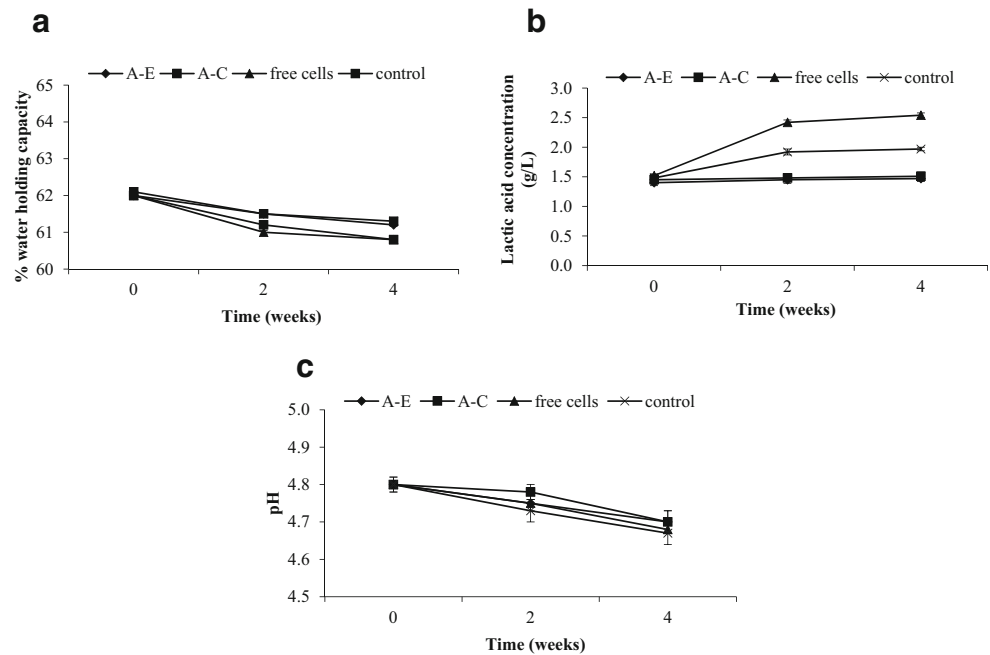 a
A-E A-C free cells control
65
64
63
62
61
60
% water holding capacity
0 2 4
Time (weeks)
b
A-E A-C free cells control
3.0
2.5
2.0
1.5
1.0
0.5
0.0
Lactic acid concentration
(g/L)
0 2 4
Time (weeks)
c
A-E A-C free cells control
5.0
4.9
4.8
4.7
4.6
4.5
pH
0 2 4
Time (weeks)